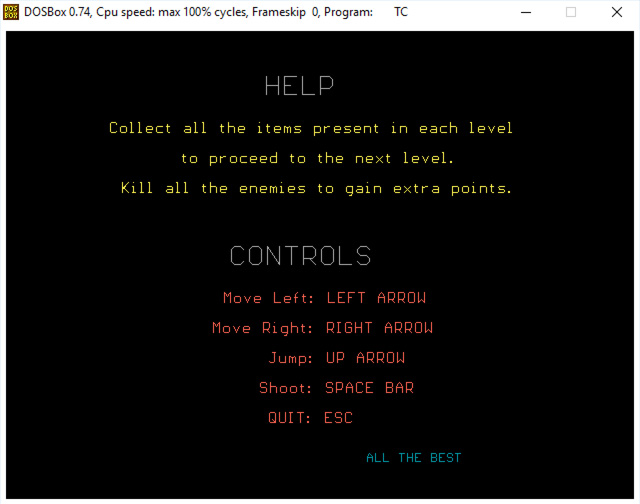 DOSBox 0.74, Cpu speed: max 100% cycles, Frameskip 0, Program: TC
HELP
Collect all the items present in each level
to proceed to the next level.
Kill all the enemies to gain extra points.
CONTROLS
Move Left: LEFT ARROW
Move Right: RIGHT ARROW
Jump: UP ARROW
Shoot: SPACE BAR
QUIT: ESC
ALL THE BEST